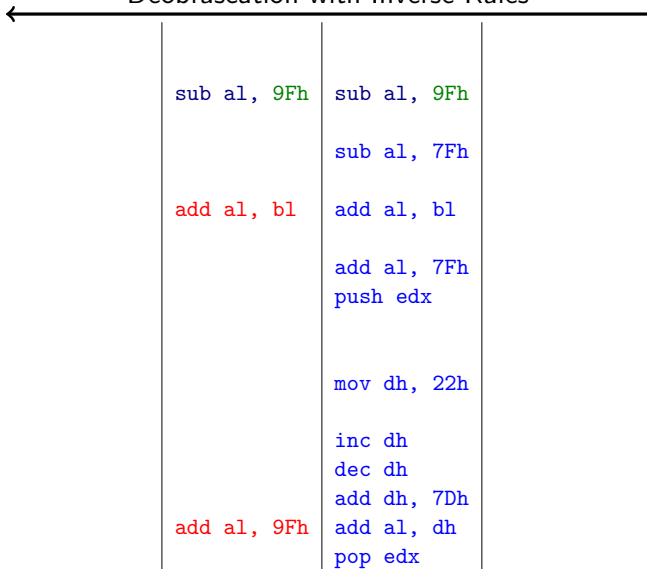 Deobfuscation with Inverse Rules
sub al, 9Fh sub al, 9Fh
sub al, 7Fh
add al, bl add al, bl
add al, 7Fh
push edx
mov dh, 22h
inc dh
dec dh
add dh, 7Dh
add al, 9Fh add al, dh
pop edx